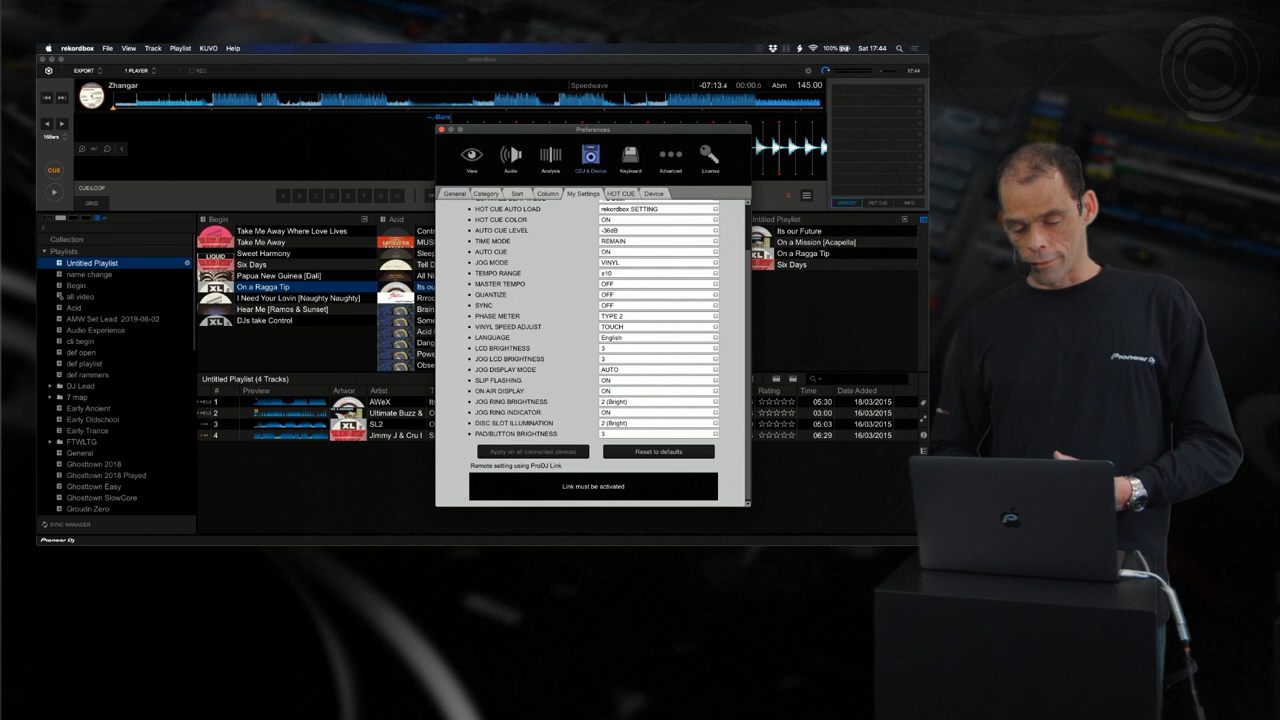 rekordbox File View Track Playlist KUVO Help
100% Sat 17:44
rekordbox
EXPORT 1 PLAYER REC 17:44
Zhangar Speedwave -07:13.4 00:00.0 Abm 145.00
--.-Bars
CUE
CUE/LOOP
GRID
A B C D E F G H
MEMORY HOT CUE INFO
Preferences
View Audio Analysis CDJ & Device Keyboard Advanced License
General Category Sort Column My Settings HOT CUE Device
HOT CUE AUTO LOAD rekordbox SETTING
HOT CUE COLOR ON
AUTO CUE LEVEL -36dB
TIME MODE REMAIN
AUTO CUE ON
JOG MODE VINYL
TEMPO RANGE ±10
MASTER TEMPO OFF
QUANTIZE OFF
SYNC OFF
PHASE METER TYPE 2
VINYL SPEED ADJUST TOUCH
LANGUAGE English
LCD BRIGHTNESS 3
JOG LCD BRIGHTNESS 3
JOG DISPLAY MODE AUTO
SLIP FLASHING ON
ON AIR DISPLAY ON
JOG RING BRIGHTNESS 2 (Bright)
JOG RING INDICATOR ON
DISC SLOT ILLUMINATION 2 (Bright)
PAD/BUTTON BRIGHTNESS 3
Apply on all connected devices Reset to defaults
Remote setting using ProDJ Link
Link must be activated
Collection
Playlists
Untitled Playlist
name change
Begin
all video
Acid
AMW Set Lead 2019-08-02
Audio Experience
cli begin
def open
def playlist
def rammers
DJ Lead
7 map
Early Ancient
Early Oldschool
Early Trance
FTWLTG
General
Ghosttown 2018
Ghosttown 2018 Played
Ghosttown Easy
Ghosttown SlowCore
Groudn Zero
SYNC MANAGER
Pioneer Dj
Begin
Take Me Away Where Love Lives
Take Me Away
Sweet Harmony
Six Days
Papua New Guinea [Dali]
On a Ragga Tip
I Need Your Lovin [Naughty Naughty]
Hear Me [Ramos & Sunset]
DJs take Control
Acid
Contr
MUS
Sleep
Tell D
All Ni
Its ou
Rrroc
Brain
Some
Acid
Dang
Powe
Obse
ntitled Playlist
Its our Future
On a Mission [Acapella]
On a Ragga Tip
Six Days
Untitled Playlist (4 Tracks)
# Preview Artwor Artist Rating Time Date Added
1 AWeX 05:30 18/03/2015
2 Ultimate Buzz & 03:00 16/03/2015
3 SL2 05:49 16/03/2015
4 Jimmy J & Cru l 06:29 16/03/2015
Pioneer Dj